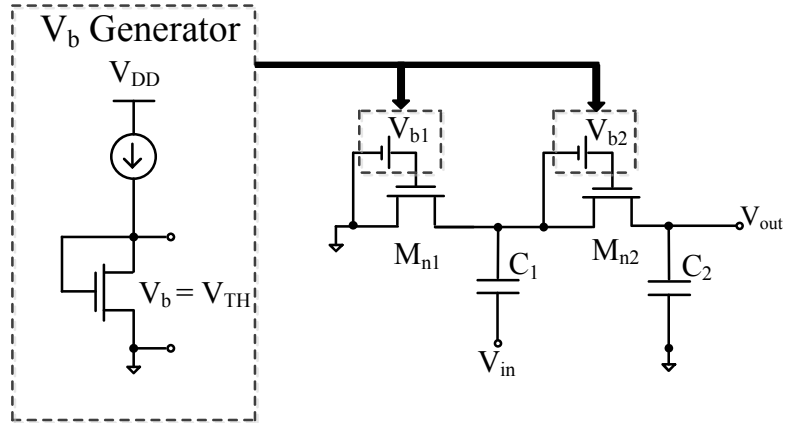 V_b Generator
V_DD
V_b = V_TH
V_b1
V_b2
M_n1
C_1
M_n2
C_2
V_out
V_in